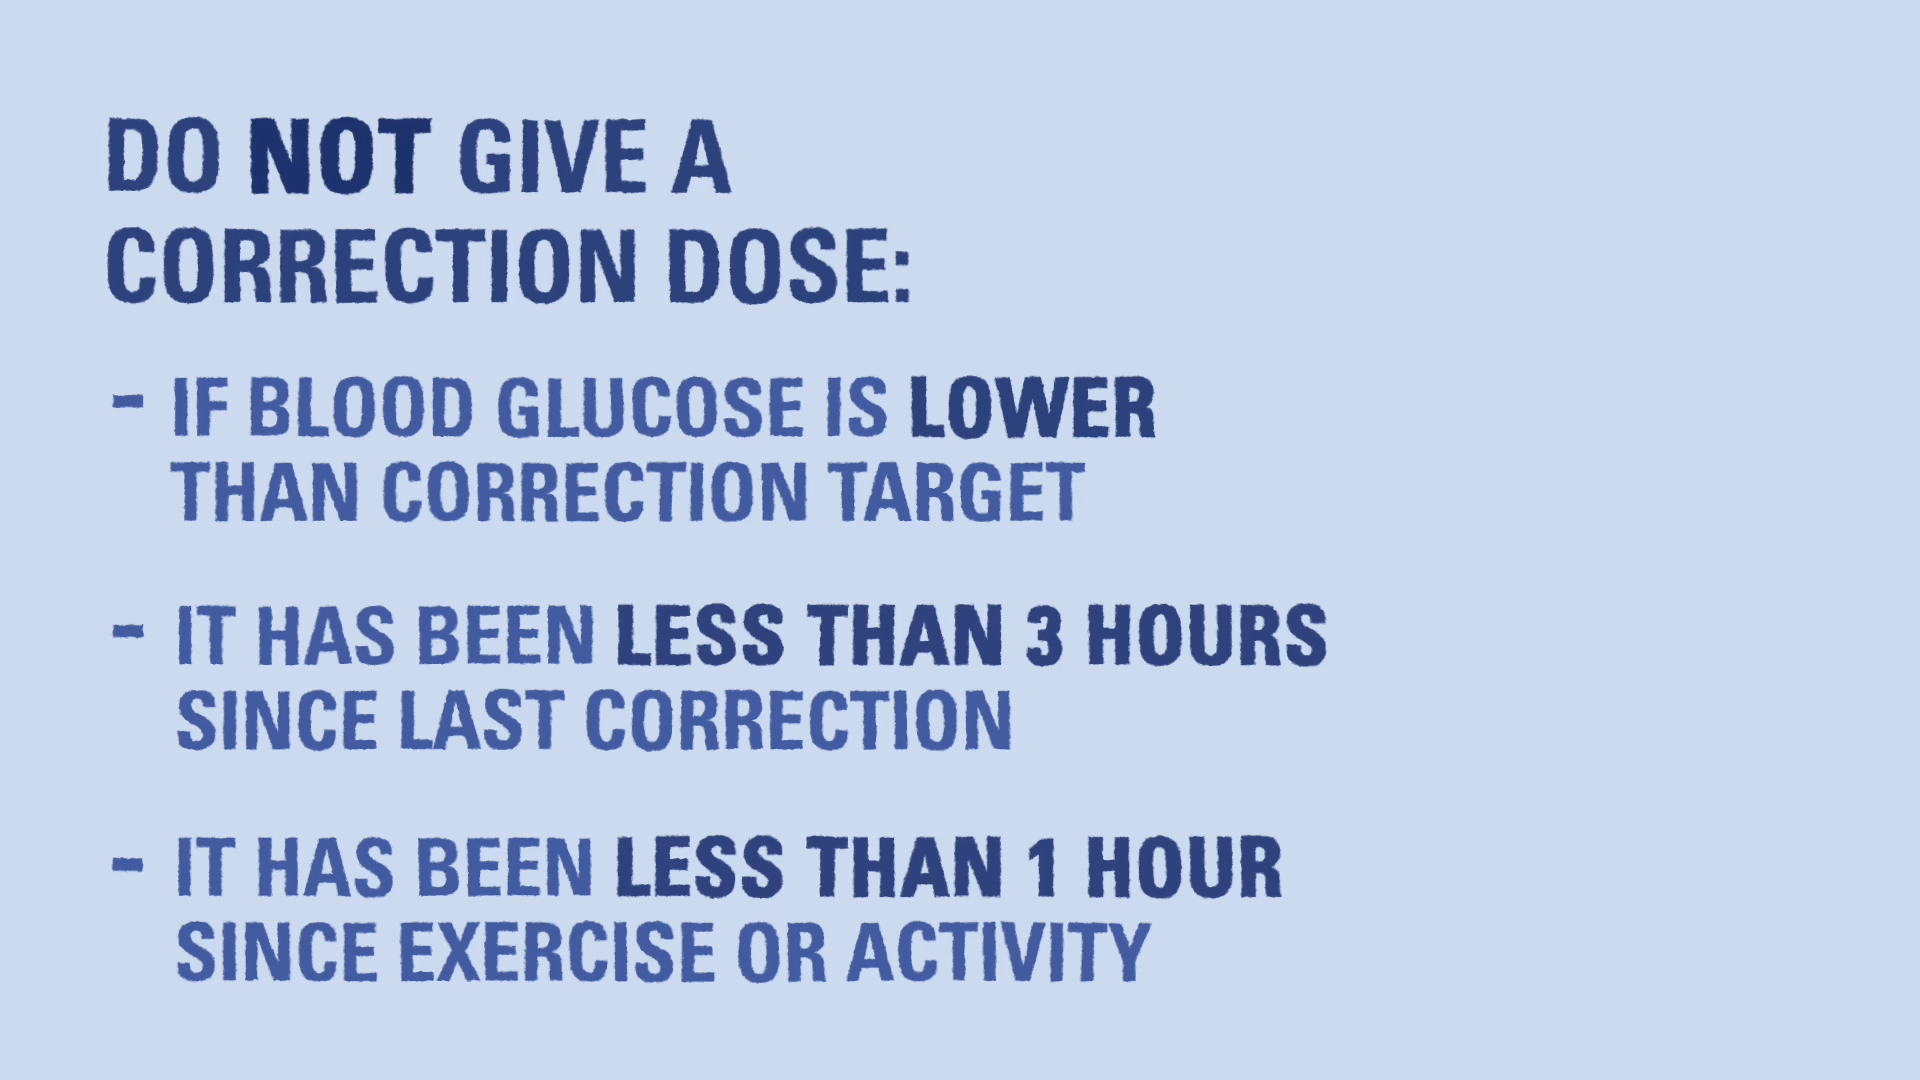 DO NOT GIVE A
CORRECTION DOSE:
- IF BLOOD GLUCOSE IS LOWER
THAN CORRECTION TARGET
- IT HAS BEEN LESS THAN 3 HOURS
SINCE LAST CORRECTION
- IT HAS BEEN LESS THAN 1 HOUR
SINCE EXERCISE OR ACTIVITY